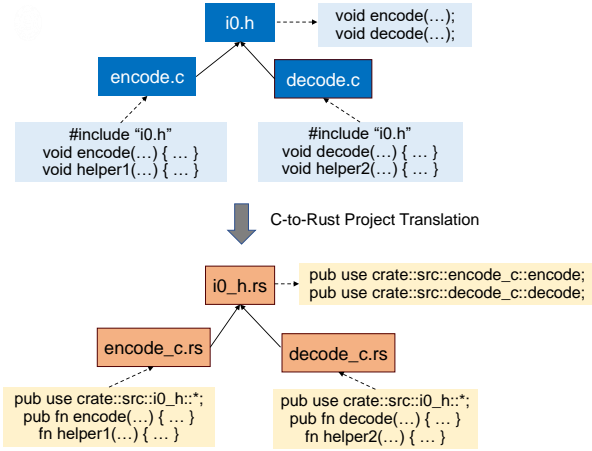 i0.h
void encode(…);
void decode(…);
encode.c
decode.c
#include “i0.h”
void encode(…) { … }
void helper1(…) { … }
#include “i0.h”
void decode(…) { … }
void helper2(…) { … }
C-to-Rust Project Translation
i0_h.rs
pub use crate::src::encode_c::encode;
pub use crate::src::decode_c::decode;
encode_c.rs
decode_c.rs
pub use crate::src::i0_h::*;
pub fn encode(…) { … }
fn helper1(…) { … }
pub use crate::src::i0_h::*;
pub fn decode(…) { … }
fn helper2(…) { … }